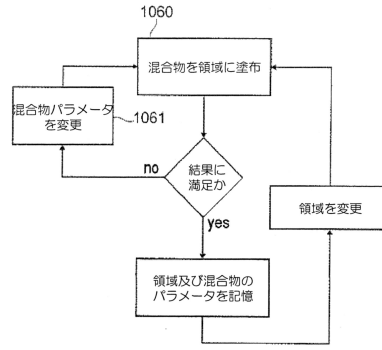 1060
混合物を領域に塗布
混合物パラメータ
を変更
1061
結果に
満足か
no
yes
領域を変更
領域及び混合物の
パラメータを記憶